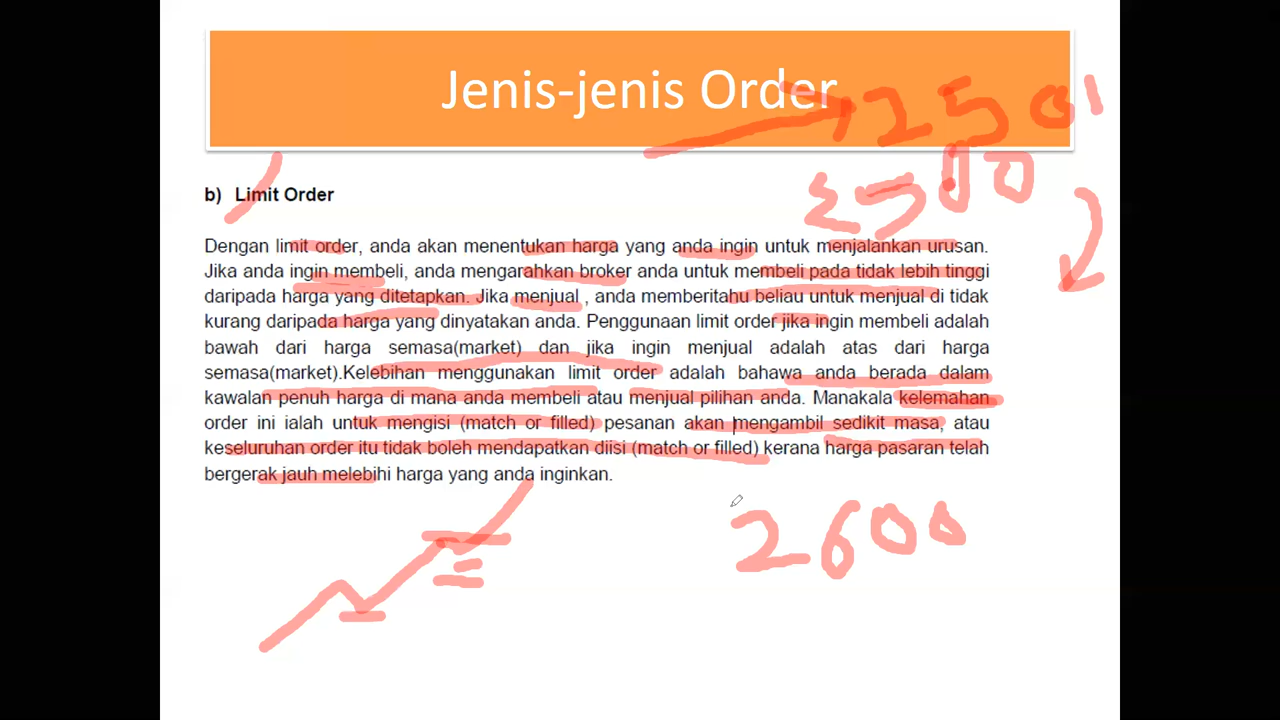 Jenis-jenis Order
2501
2500
b) Limit Order
Dengan limit order, anda akan menentukan harga yang anda ingin untuk menjalankan urusan.
Jika anda ingin membeli, anda mengarahkan broker anda untuk membeli pada tidak lebih tinggi
daripada harga yang ditetapkan. Jika menjual , anda memberitahu beliau untuk menjual di tidak
kurang daripada harga yang dinyatakan anda. Penggunaan limit order jika ingin membeli adalah
bawah dari harga semasa(market) dan jika ingin menjual adalah atas dari harga
semasa(market).Kelebihan menggunakan limit order adalah bahawa anda berada dalam
kawalan penuh harga di mana anda membeli atau menjual pilihan anda. Manakala kelemahan
order ini ialah untuk mengisi (match or filled) pesanan akan mengambil sedikit masa, atau
keseluruhan order itu tidak boleh mendapatkan diisi (match or filled) kerana harga pasaran telah
bergerak jauh melebihi harga yang anda inginkan.
2600